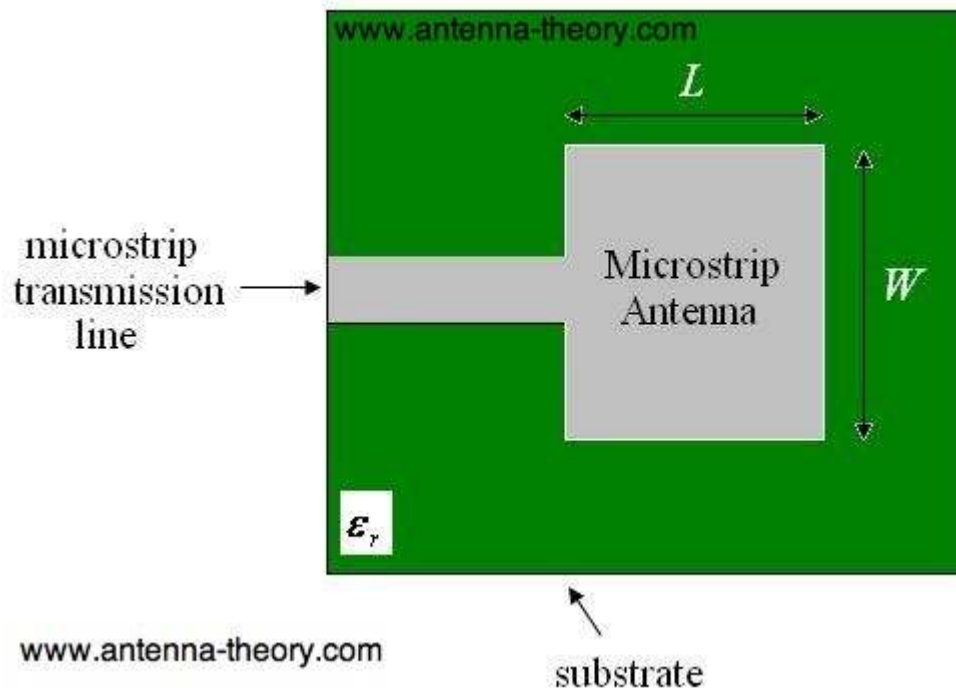 www.antenna-theory.com
L
microstrip
transmission
line
Microstrip
Antenna
W
εr
www.antenna-theory.com
substrate